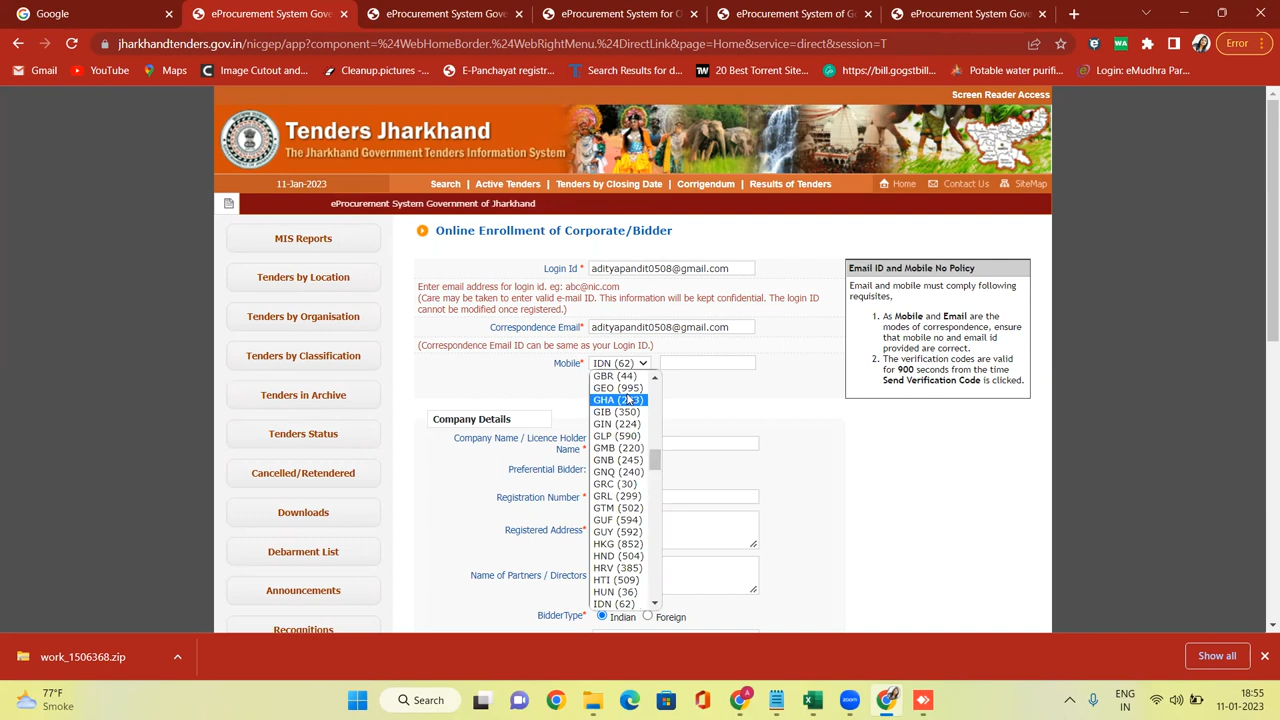 Google
eProcurement System Gove
eProcurement System Gove
eProcurement System for O
eProcurement System of G
eProcurement System Gove
jharkhandtenders.gov.in/nicgep/app?component=%24WebHomeBorder.%24WebRightMenu.%24DirectLink&page=Home&service=direct&session=T
WA
Error
Gmail
YouTube
Maps
Image Cutout and...
Cleanup.pictures -...
E-Panchayat registr...
Search Results for d...
20 Best Torrent Site...
https://bill.gogstbill...
Potable water purifi...
Login: eMudhra Par...
Screen Reader Access
Tenders Jharkhand
The Jharkhand Government Tenders Information System
11-Jan-2023
Search | Active Tenders | Tenders by Closing Date | Corrigendum | Results of Tenders
Home
Contact Us
SiteMap
eProcurement System Government of Jharkhand
MIS Reports
Tenders by Location
Tenders by Organisation
Tenders by Classification
Tenders in Archive
Tenders Status
Cancelled/Retendered
Downloads
Debarment List
Announcements
Recognitions
Online Enrollment of Corporate/Bidder
Login Id * adityapandit0508@gmail.com
Enter email address for login id. eg: abc@nic.com
(Care may be taken to enter valid e-mail ID. This information will be kept confidential. The login ID
cannot be modified once registered.)
Correspondence Email* adityapandit0508@gmail.com
(Correspondence Email ID can be same as your Login ID.)
Mobile* IDN (62)
GBR (44)
GEO (995)
GHA
GIB (350)
GIN (224)
GLP (590)
GMB (220)
GNB (245)
GNQ (240)
GRC (30)
GRL (299)
GTM (502)
GUF (594)
GUY (592)
HKG (852)
HND (504)
HRV (385)
HTI (509)
HUN (36)
IDN (62)
Company Details
Company Name / Licence Holder
Name *
Preferential Bidder:
Registration Number *
Registered Address*
Name of Partners / Directors
BidderType* Indian Foreign
Email ID and Mobile No Policy
Email and mobile must comply following
requisites,
1. As Mobile and Email are the
modes of correspondence, ensure
that mobile no and email id
provided are correct.
2. The verification codes are valid
for 900 seconds from the time
Send Verification Code is clicked.
work_1506368.zip
Show all
77°F
Smoke
Search
ENG
IN
18:55
11-01-2023